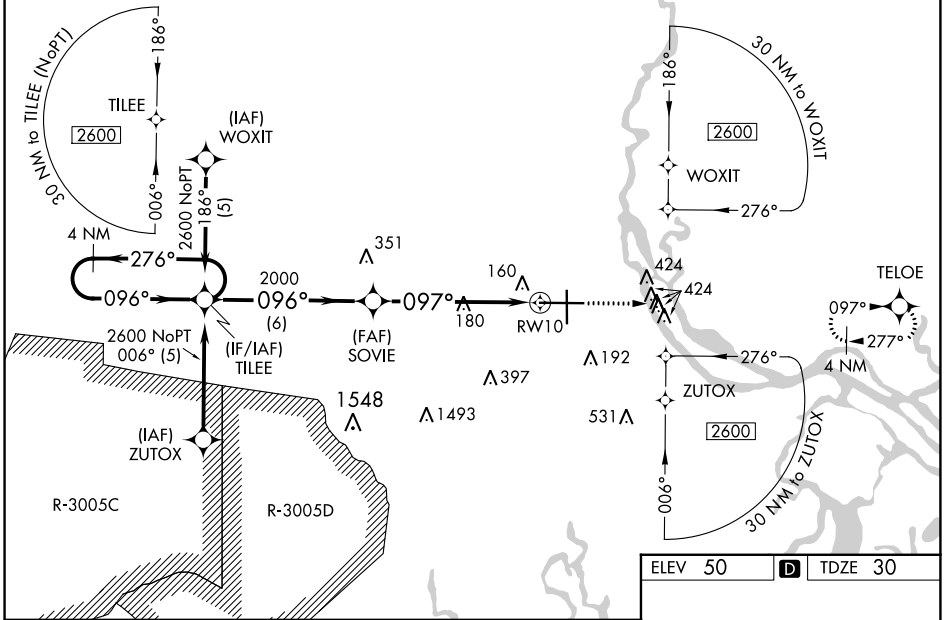 30 NM to TILEE (NoPT)
186°
TILEE
2600
006°
(IAF)
WOXIT
2600 NoPT
186°
(5)
4 NM
276°
096°
2000
096°
(6)
351
(FAF)
SOVIE
097°
180
160
RW10
2600 NoPT
006° (5)
(IF/IAF)
TILEE
(IAF)
ZUTOX
R-3005C
R-3005D
1548
1493
397
192
531
424
424
186°
30 NM to WOXIT
2600
WOXIT
276°
TELOE
097°
277°
4 NM
276°
ZUTOX
2600
006°
30 NM to ZUTOX
ELEV 50 D TDZE 30